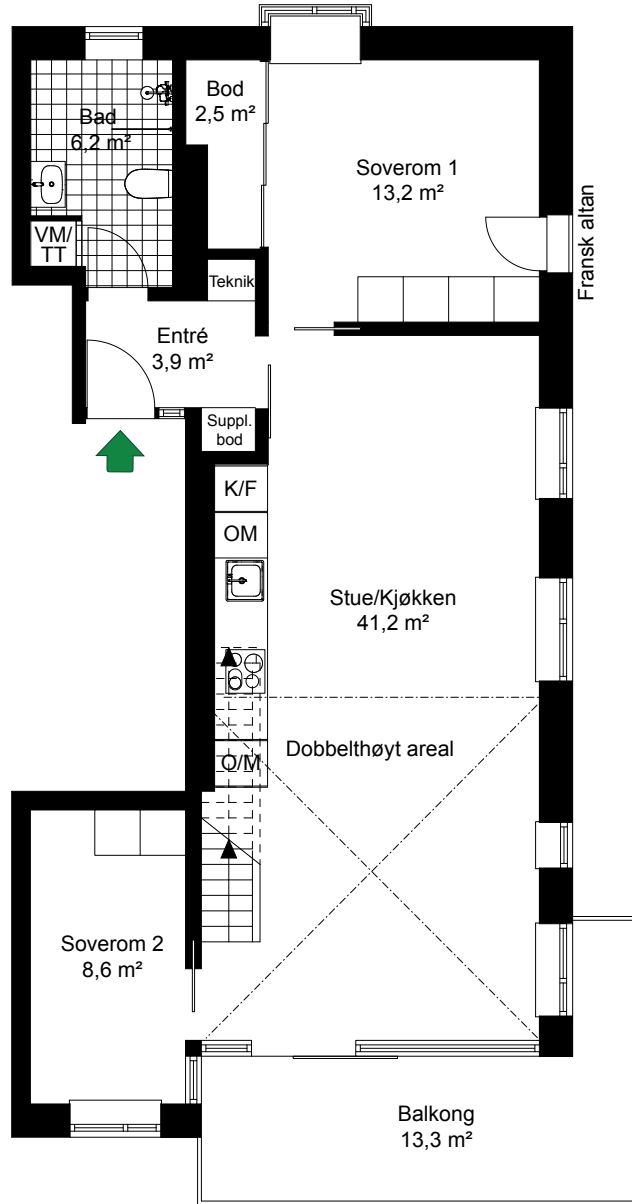 Bad
6,2 m²
Bod
2,5 m²
Soverom 1
13,2 m²
Fransk altan
VM/
TT
Teknik
Entré
3,9 m²
Suppl.
bod
K/F
OM
Stue/Kjøkken
41,2 m²
Dobbelthøyt areal
O/M
Soverom 2
8,6 m²
Balkong
13,3 m²